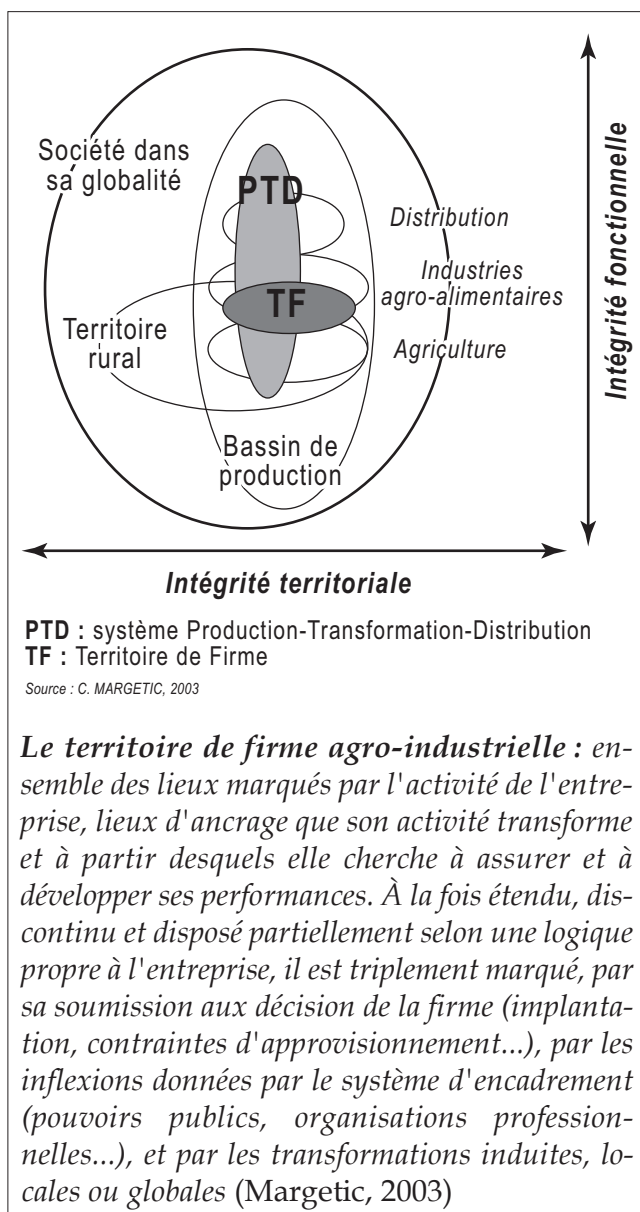 Société dans
sa globalité
PTD
Distribution
Industries
agro-alimentaires
TF
Territoire
rural
Agriculture
Bassin de
production
Intégrité fonctionnelle
Intégrité territoriale
PTD : système Production-Transformation-Distribution
TF : Territoire de Firme
Source : C. MARGETIC, 2003
Le territoire de firme agro-industrielle : en-
semble des lieux marqués par l'activité de l'entre-
prise, lieux d'ancrage que son activité transforme
et à partir desquels elle cherche à assurer et à
développer ses performances. À la fois étendu, dis-
continu et disposé partiellement selon une logique
propre à l'entreprise, il est triplement marqué, par
sa soumission aux décision de la firme (implanta-
tion, contraintes d'approvisionnement...), par les
inflexions données par le système d'encadrement
(pouvoirs publics, organisations profession-
nelles...), et par les transformations induites, lo-
cales ou globales (Margetic, 2003)